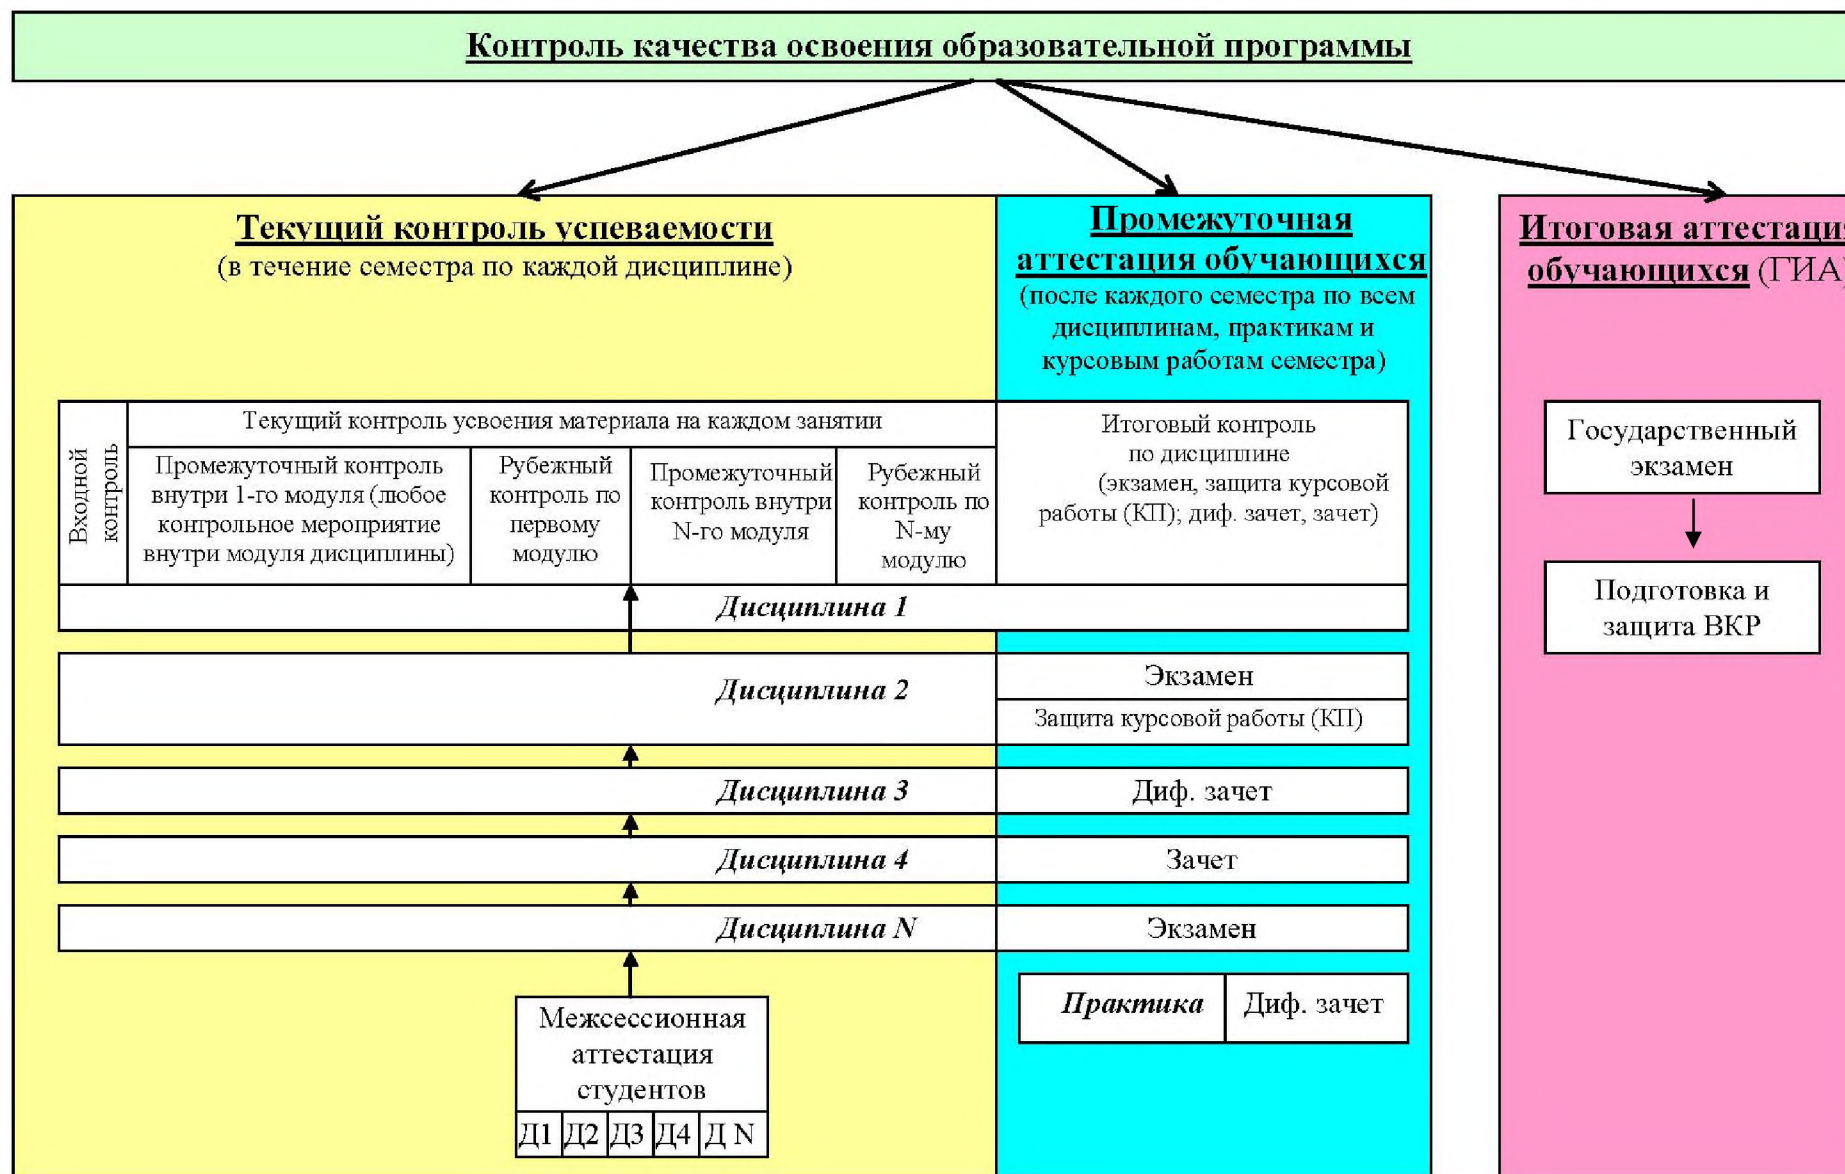 Контроль качества освоения образовательной программы
Текущий контроль успеваемости
(в течение семестра по каждой дисциплине)
Промежуточная
аттестация обучающихся
(после каждого семестра по всем
дисциплинам, практикам и
курсовым работам семестра)
Итоговая аттестация
обучающихся (ГИА)
Входной
контроль
Текущий контроль усвоения материала на каждом занятии
Промежуточный контроль
внутри 1-го модуля (любое
контрольное мероприятие
внутри модуля дисциплины)
Рубежный
контроль по
первому
модулю
Промежуточный
контроль внутри
N-го модуля
Рубежный
контроль по
N-му
модулю
Итоговый контроль
по дисциплине
(экзамен, защита курсовой
работы (КП); диф. зачет, зачет)
Государственный
экзамен
Подготовка и
защита ВКР
Дисциплина 1
Дисциплина 2
Экзамен
Защита курсовой работы (КП)
Дисциплина 3
Диф. зачет
Дисциплина 4
Зачет
Дисциплина N
Экзамен
Практика
Диф. зачет
Межсессионная
аттестация
студентов
Д1 Д2 Д3 Д4 Д N